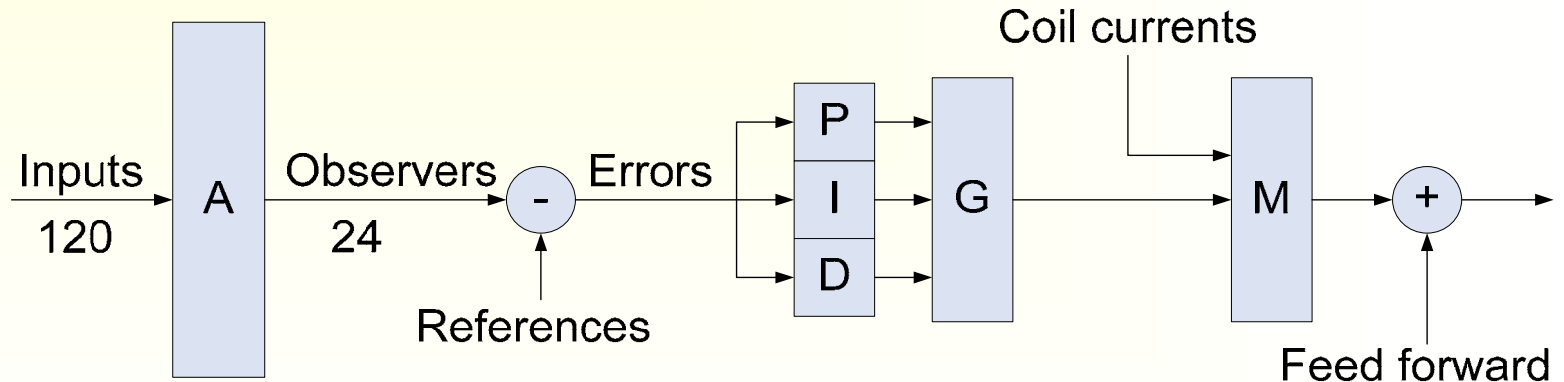 Inputs
120
A
Observers
24
-
References
Errors
P
I
D
G
Coil currents
M
+
Feed forward